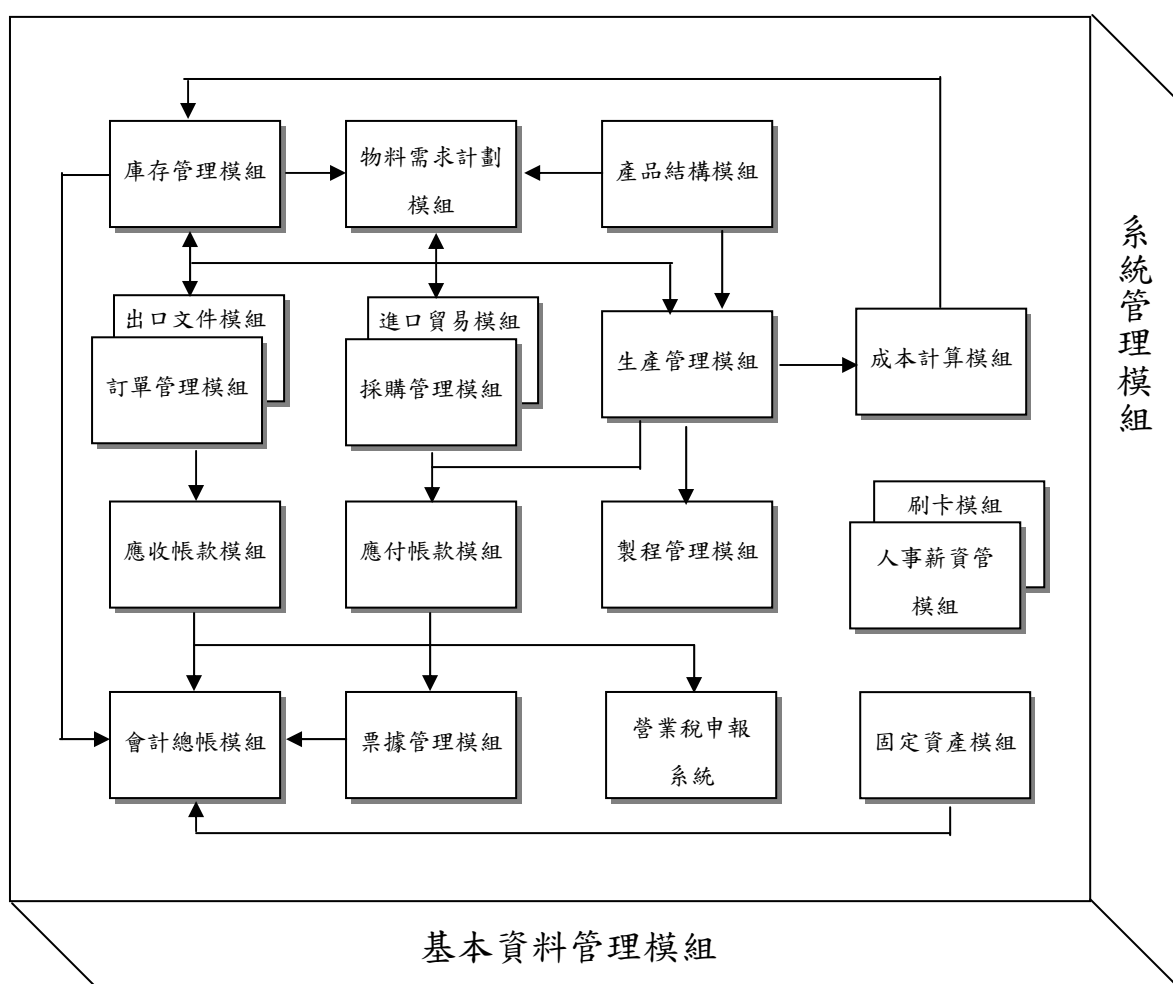 庫存管理模組
物料需求計劃
模組
產品結構模組
系統管理模組
出口文件模組
訂單管理模組
進口貿易模組
採購管理模組
生產管理模組
成本計算模組
應收帳款模組
應付帳款模組
製程管理模組
刷卡模組
人事薪資管
模組
會計總帳模組
票據管理模組
營業稅申報
系統
固定資產模組
基本資料管理模組